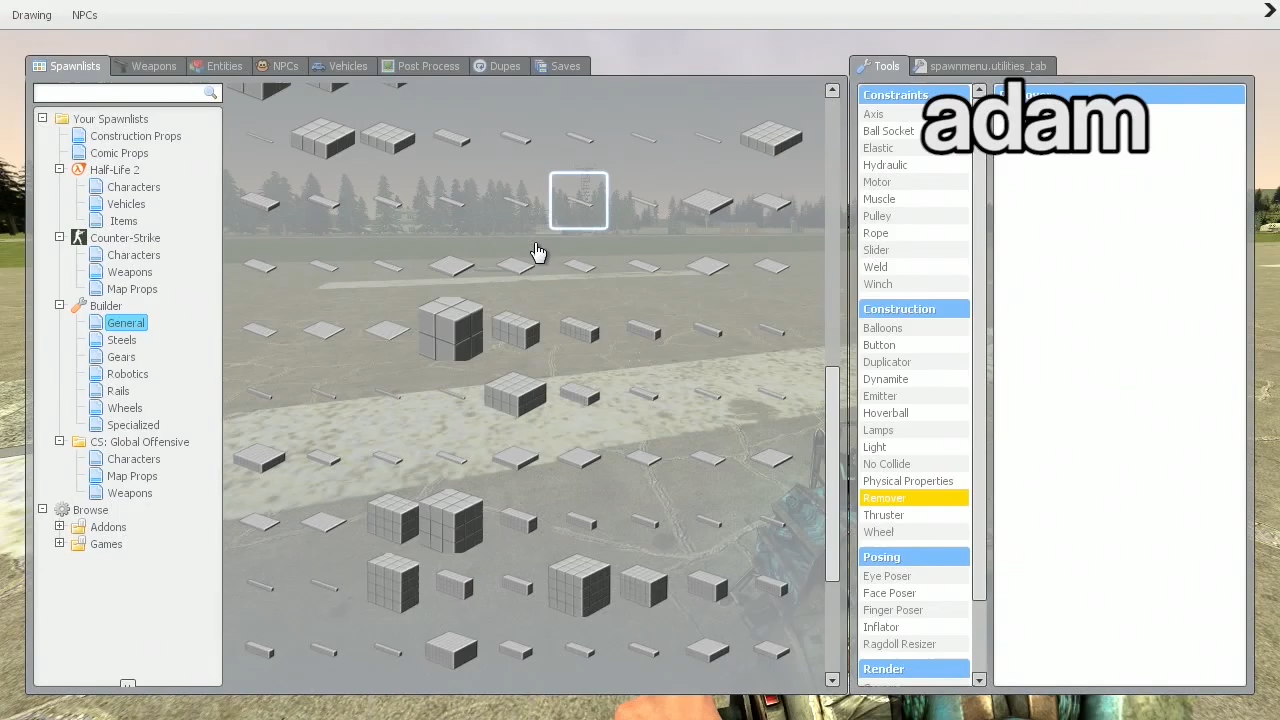 Drawing NPCs
Spawnlists Weapons Entities NPCs Vehicles Post Process Dupes Saves
Your Spawnlists
Construction Props
Comic Props
Half-Life 2
Characters
Vehicles
Items
Counter-Strike
Characters
Weapons
Map Props
Builder
General
Steels
Gears
Robotics
Rails
Wheels
Specialized
CS: Global Offensive
Characters
Map Props
Weapons
Browse
Addons
Games
Tools spawnmenu.utilities_tab
adam
Constraints
Axis
Ball Socket
Elastic
Hydraulic
Motor
Muscle
Pulley
Rope
Slider
Weld
Winch
Construction
Balloons
Button
Duplicator
Dynamite
Emitter
Hoverball
Lamps
Light
No Collide
Physical Properties
Remover
Thruster
Wheel
Posing
Eye Poser
Face Poser
Finger Poser
Inflator
Ragdoll Resizer
Render